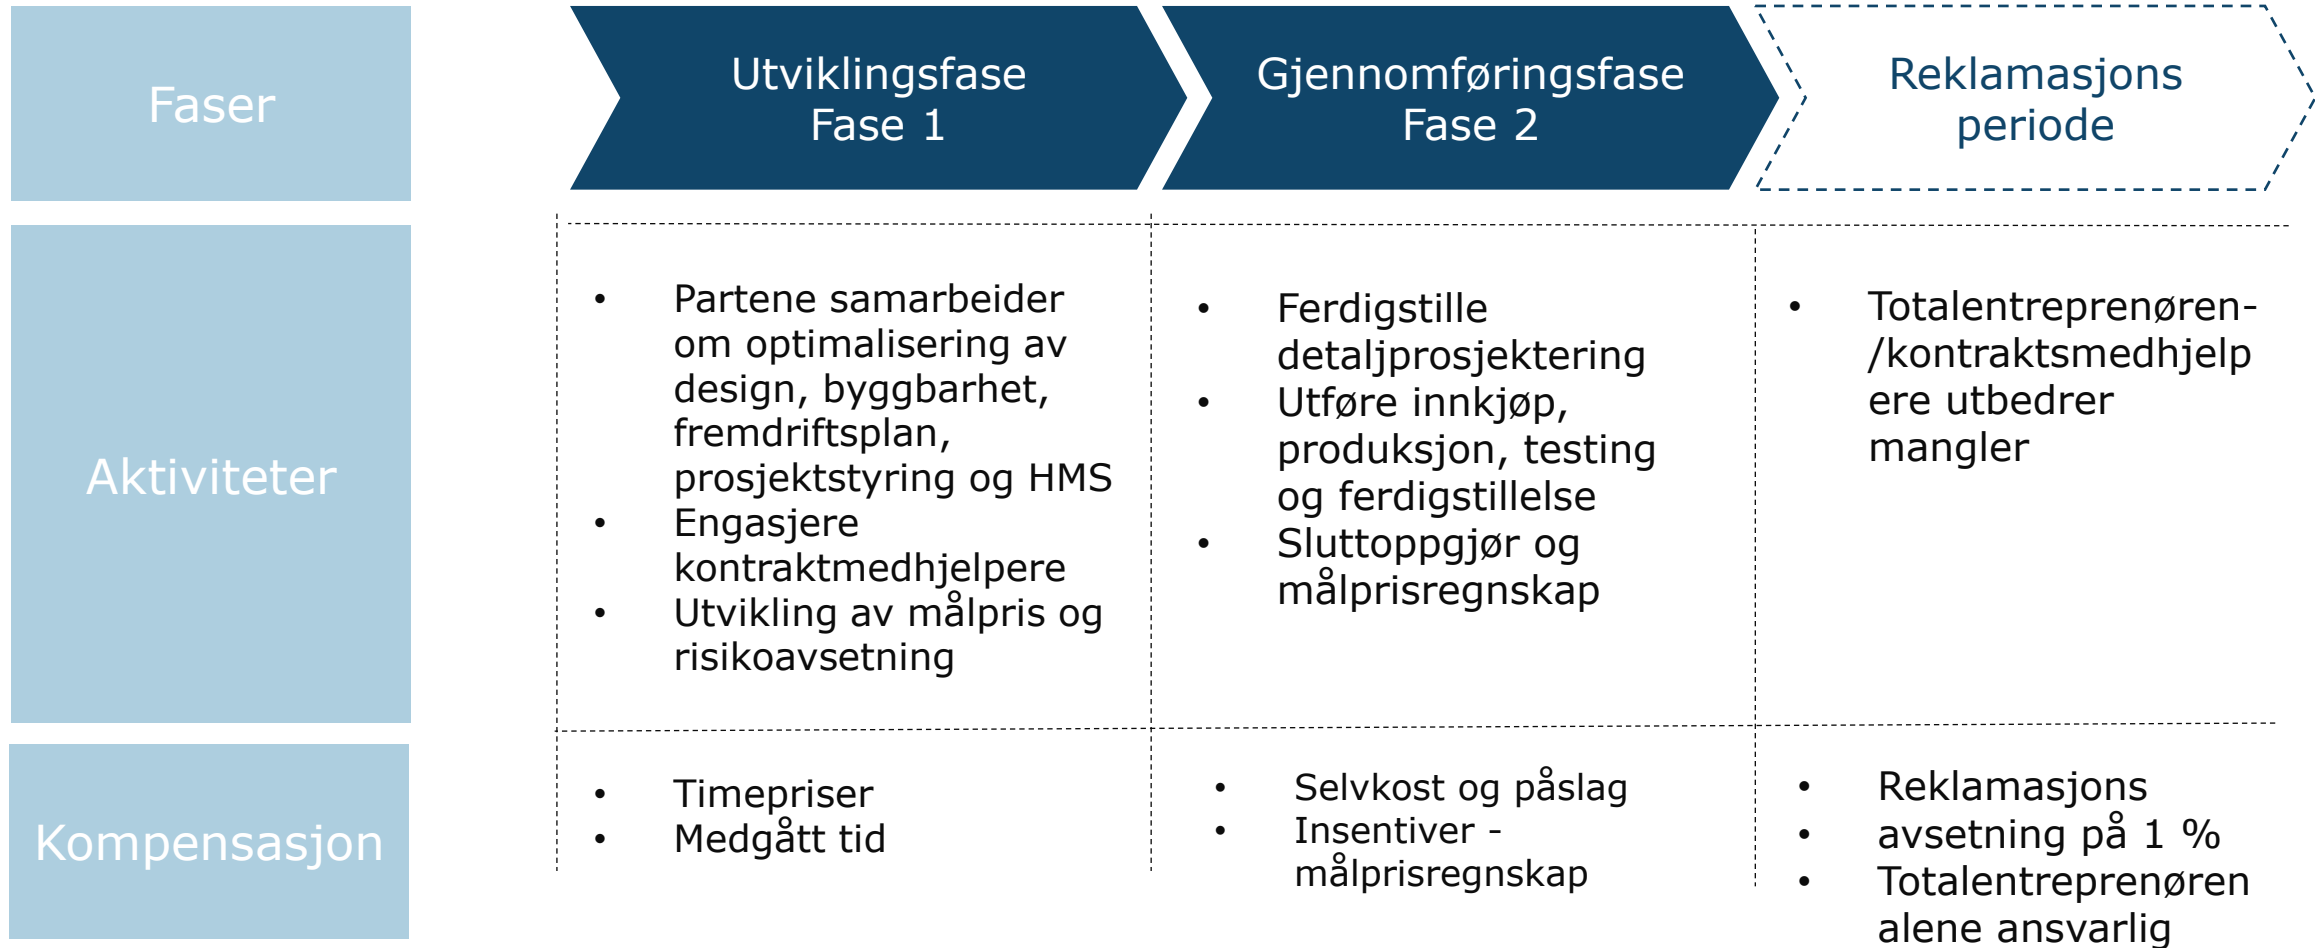 Faser
Utviklingsfase
Fase 1
Gjennomføringsfase
Fase 2
Reklamasjons
periode
Aktiviteter
• Partene samarbeider
om optimalisering av
design, byggbarhet,
fremdriftsplan,
prosjektstyring og HMS
• Engasjere
kontraktmedhjelpere
• Utvikling av målpris og
risikoavsetning
• Ferdigstille
detaljprosjektering
• Utføre innkjøp,
produksjon, testing
og ferdigstillelse
• Sluttoppgjør og
målprisregnskap
• Totalentreprenøren-
/kontraktsmedhjelp
ere utbedrer
mangler
Kompensasjon
• Timepriser
• Medgått tid
• Selvkost og påslag
• Insentiver -
målprisregnskap
• Reklamasjons
• avsetning på 1 %
• Totalentreprenøren
alene ansvarlig